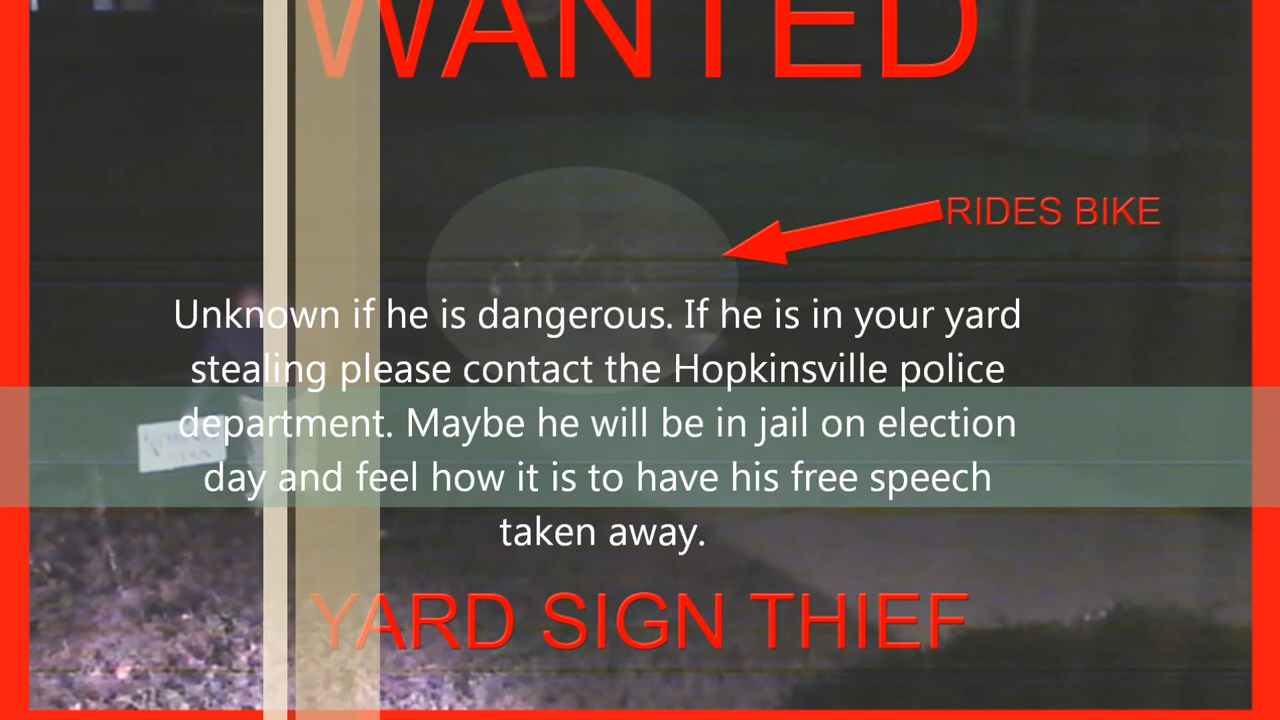 WANTED
RIDES BIKE
Unknown if he is dangerous. If he is in your yard
stealing please contact the Hopkinsville police
department. Maybe he will be in jail on election
day and feel how it is to have his free speech
taken away.
YARD SIGN THIEF